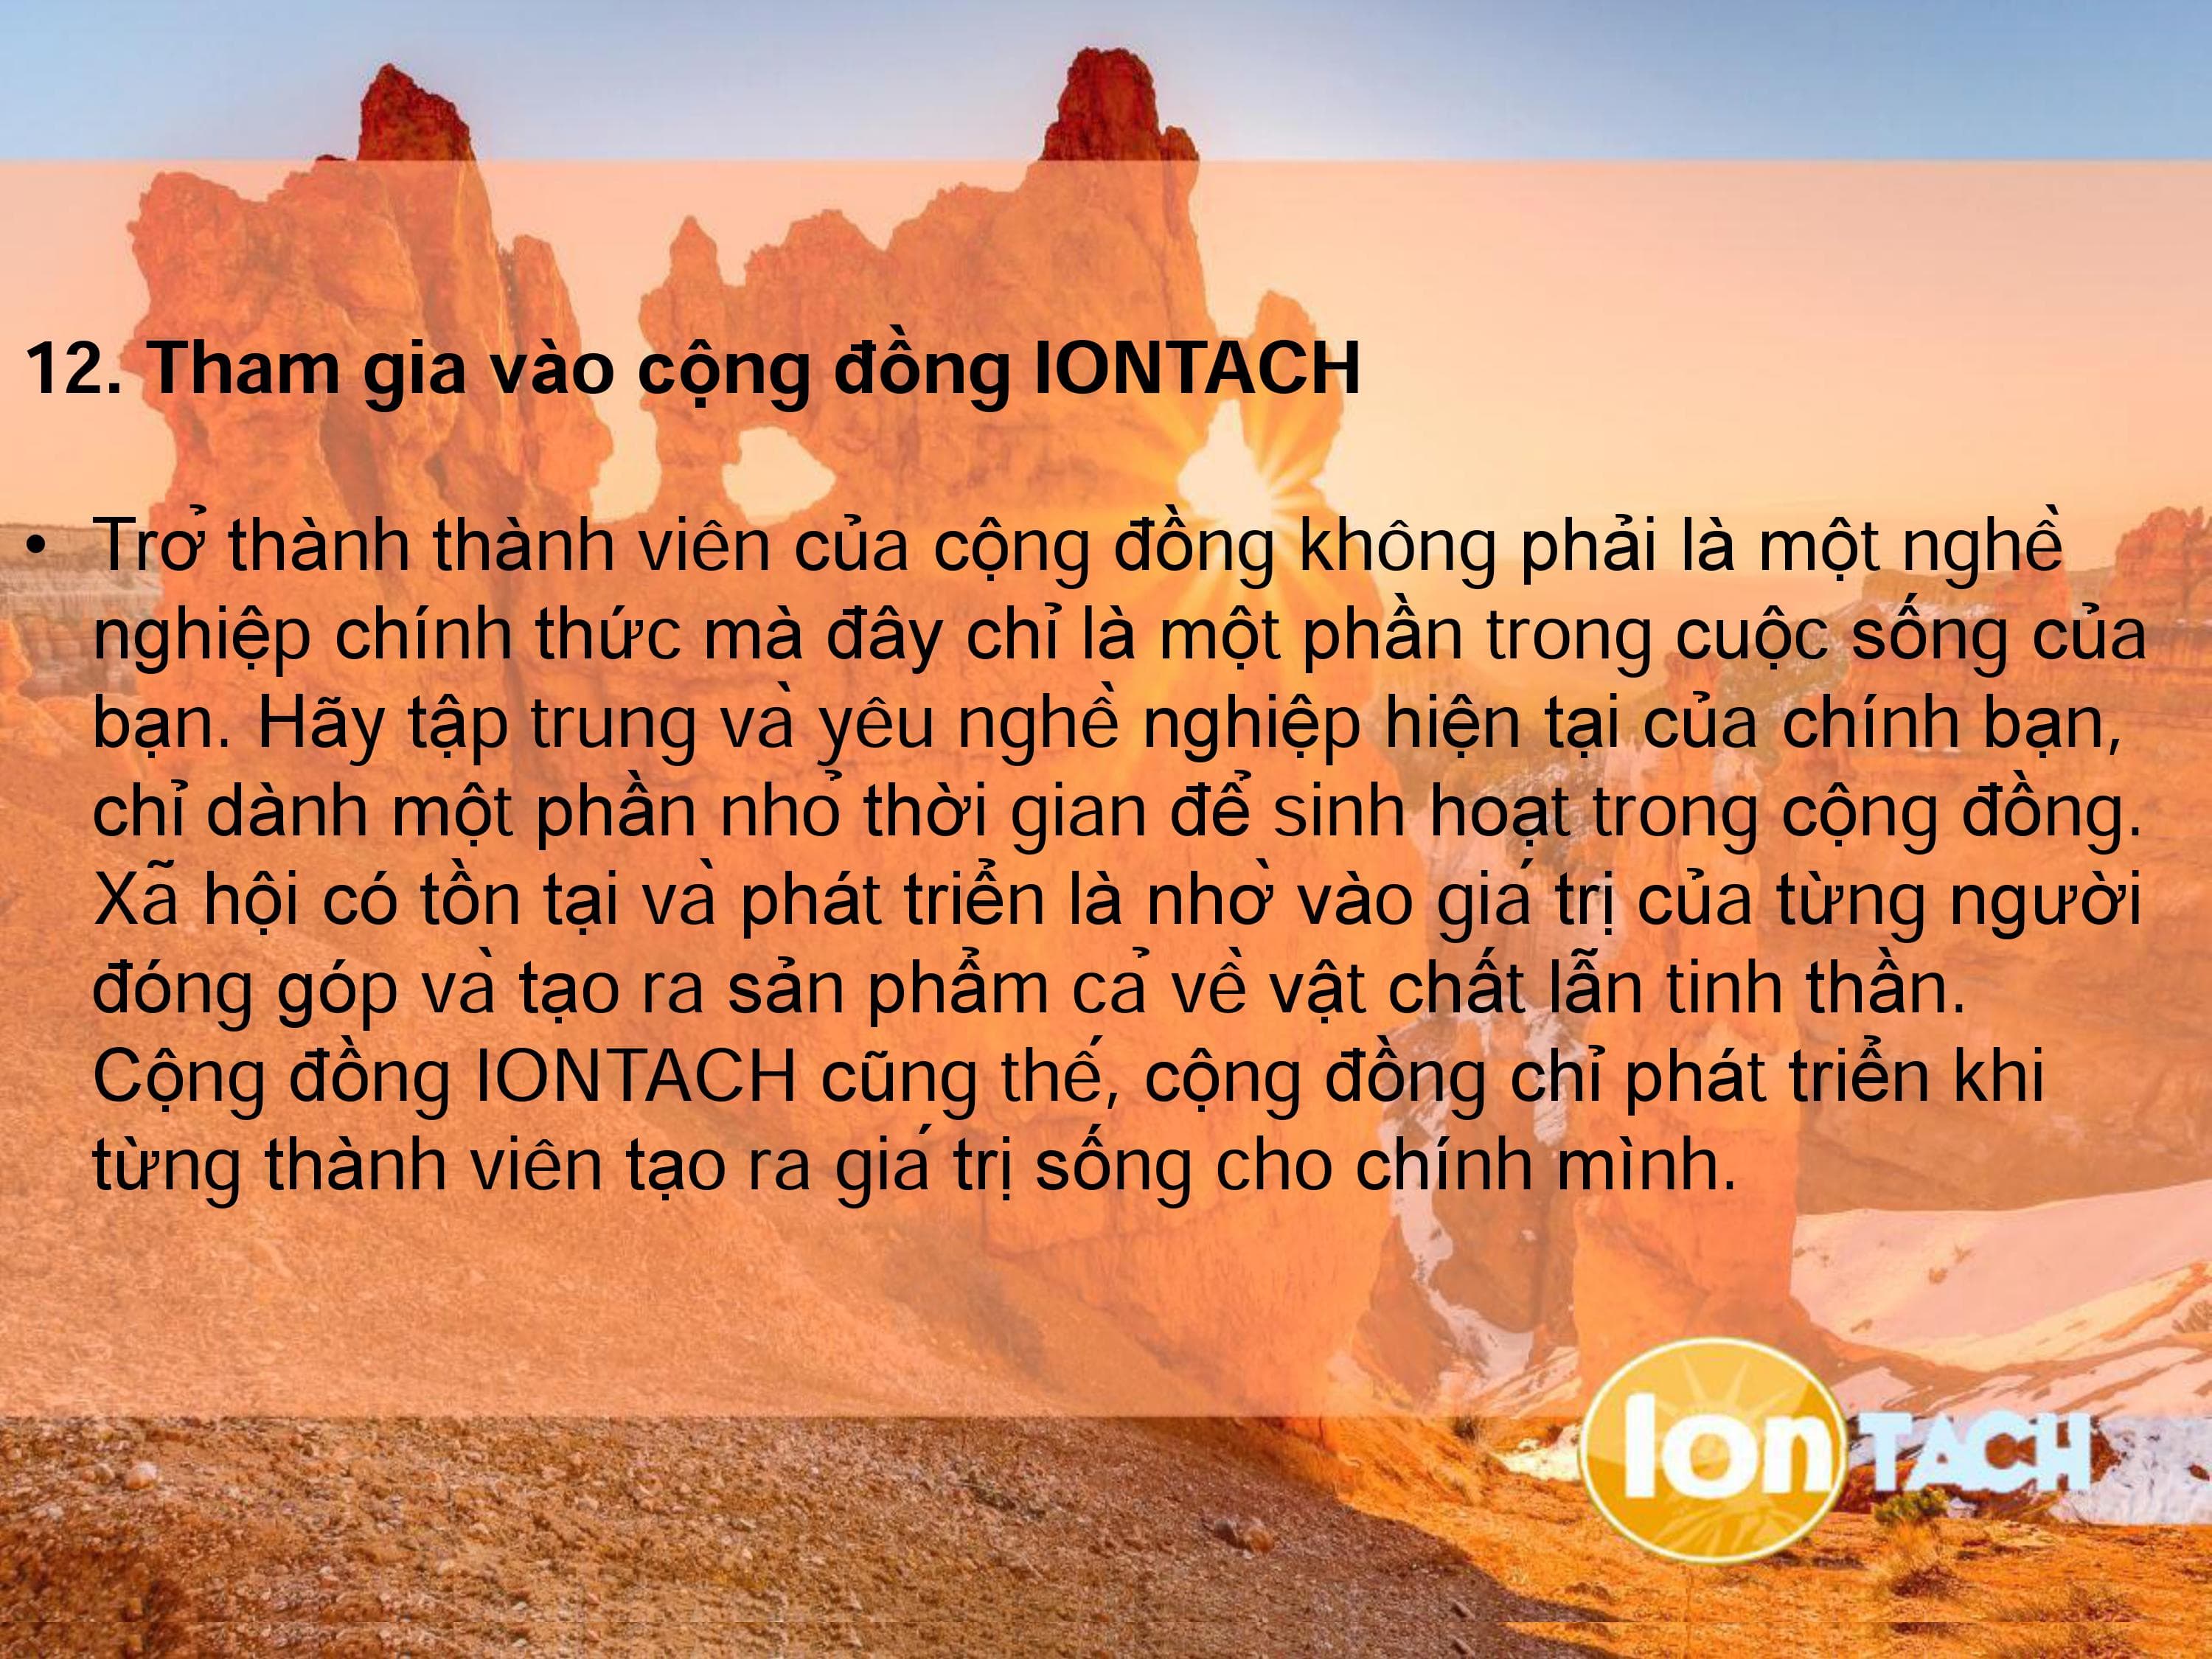 12. Tham gia vào cộng đồng IONTACH
• Trở thành thành viên của cộng đồng không phải là một nghề
nghiệp chính thức mà đây chỉ là một phần trong cuộc sống của
bạn. Hãy tập trung và yêu nghề nghiệp hiện tại của chính bạn,
chỉ dành một phần nhỏ thời gian để sinh hoạt trong cộng đồng.
Xã hội có tồn tại và phát triển là nhờ vào giá trị của từng người
đóng góp và tạo ra sản phẩm cả về vật chất lẫn tinh thần.
Cộng đồng IONTACH cũng thế, cộng đồng chỉ phát triển khi
từng thành viên tạo ra giá trị sống cho chính mình.
Ion TACH